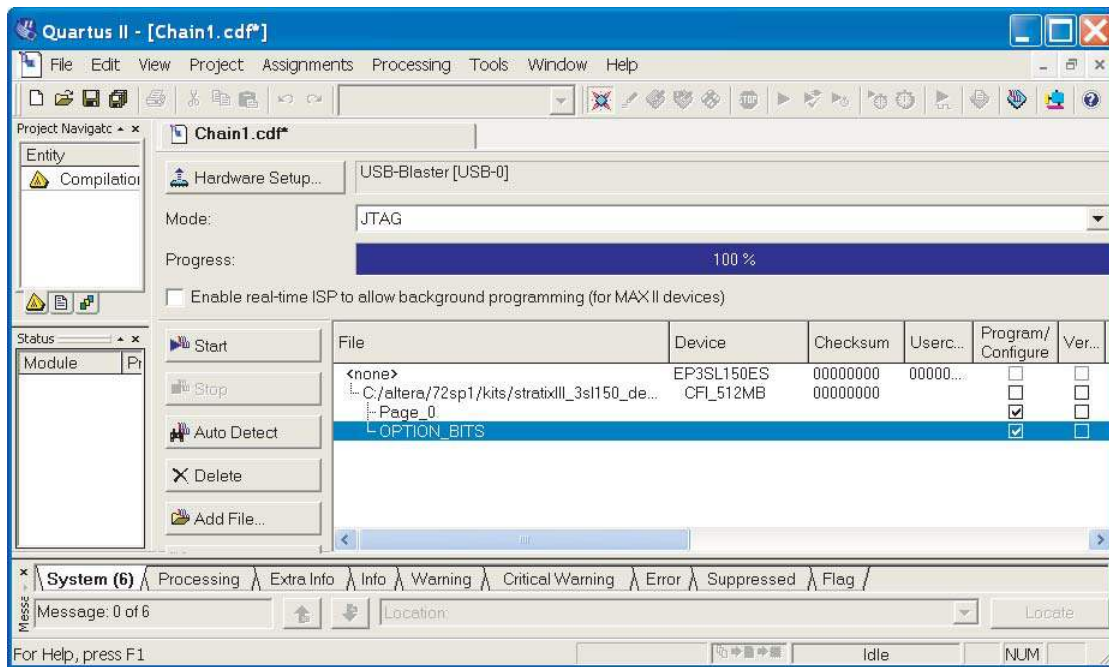 Quartus II - [Chain1.cdf*]
File Edit View Project Assignments Processing Tools Window Help
STOP
Project Navigatc
Chain1.cdf*
Entity
Compilation
Hardware Setup...
USB-Blaster [USB-0]
Mode:
JTAG
Progress:
100 %
Enable real-time ISP to allow background programming (for MAX II devices)
Status
Module
Start
Stop
Auto Detect
Delete
Add File...
File Device Checksum Userc... Program/ Configure Ver...
<none> EP3SL150ES 00000000 00000...
C:/altera/72sp1/kits/stratixIII_3sl150_de... CFI_512MB 00000000
Page_0
OPTION_BITS
System (6) Processing Extra Info Info Warning Critical Warning Error Suppressed Flag
Messa
Message: 0 of 6
Location:
Locate
For Help, press F1
Idle
NUM